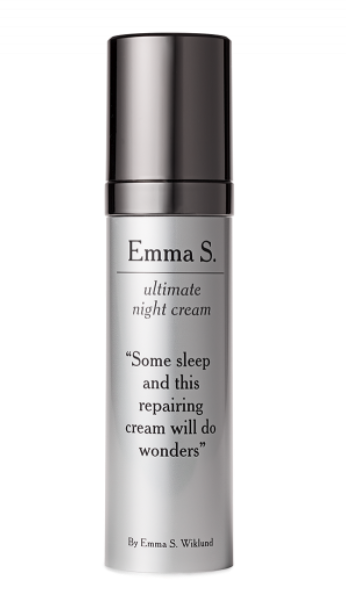 Emma S.
ultimate
night cream
“Some sleep
and this
repairing
cream will do
wonders”
By Emma S. Wiklund